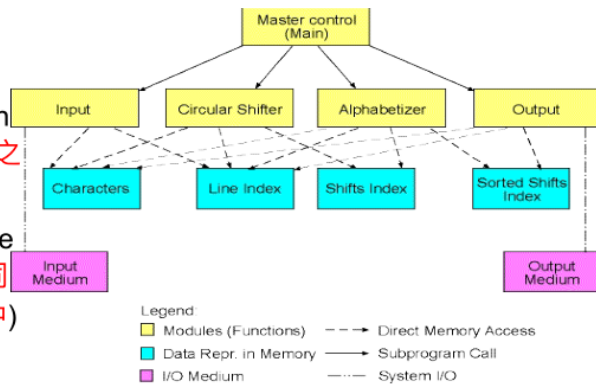 Master control
(Main)
Input
Circular Shifter
Alphabetizer
Output
n
之
Characters
Line Index
Shifts Index
Sorted Shifts
Index
e
Input
Medium
Output
Medium
)
Legend:
Modules (Functions)
Direct Memory Access
Data Repr. in Memory
Subprogram Call
I/O Medium
System I/O